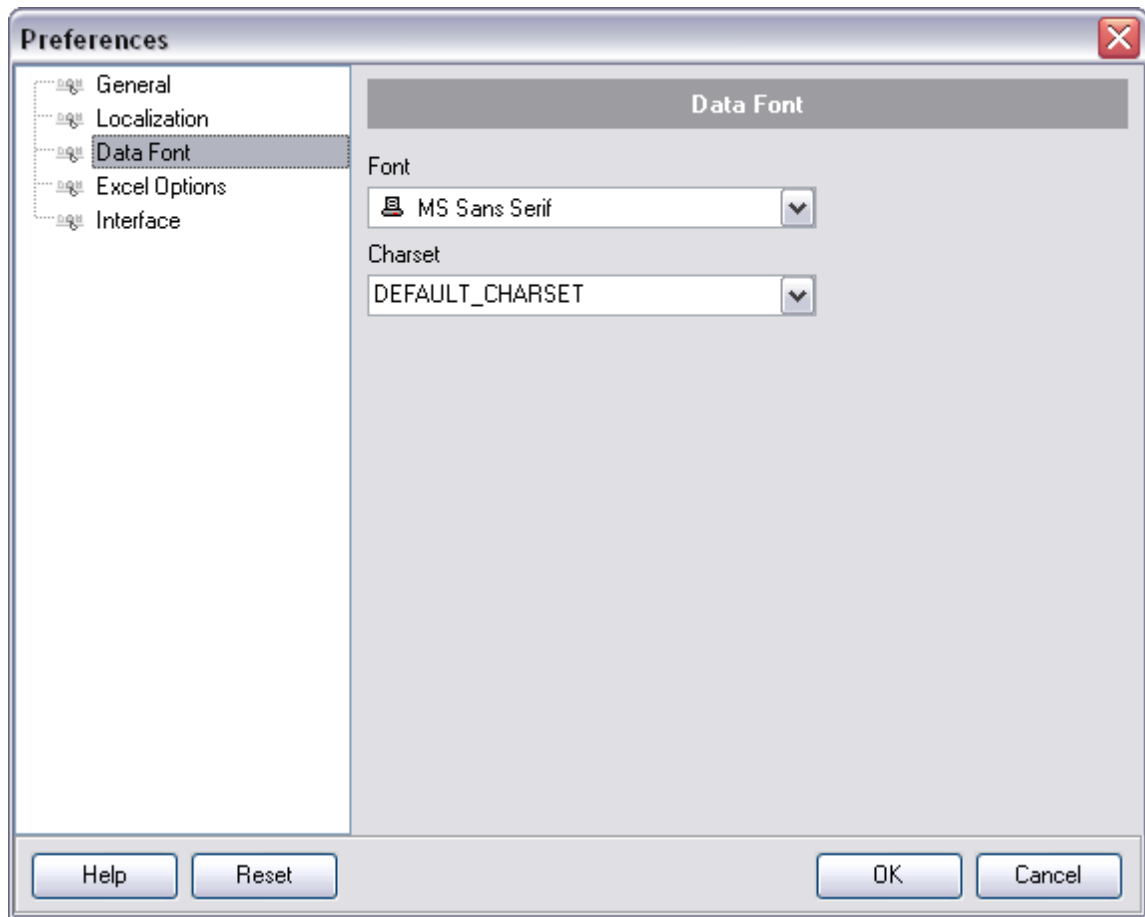 Preferences
General
Localization
Data Font
Excel Options
Interface
Data Font
Font
MS Sans Serif
Charset
DEFAULT_CHARSET
Help
Reset
OK
Cancel